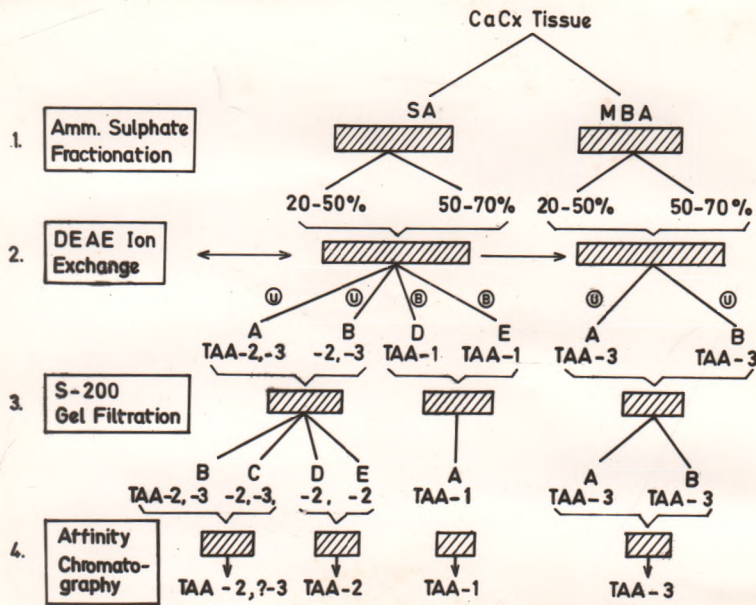 CaCx Tissue
SA MBA
1. Amm. Sulphate
Fractionation
20-50% 50-70% 20-50% 50-70%
2. DEAE Ion
Exchange
U U B B U U
A B D E A B
TAA-2,-3 -2,-3 TAA-1 TAA-1 TAA-3 TAA-3
3. S-200
Gel Filtration
B C D E A A B
TAA-2,-3 -2,-3, -2, -2 TAA-1 TAA-3 TAA-3
4. Affinity
Chromato-
graphy
TAA -2,?-3 TAA-2 TAA-1 TAA-3